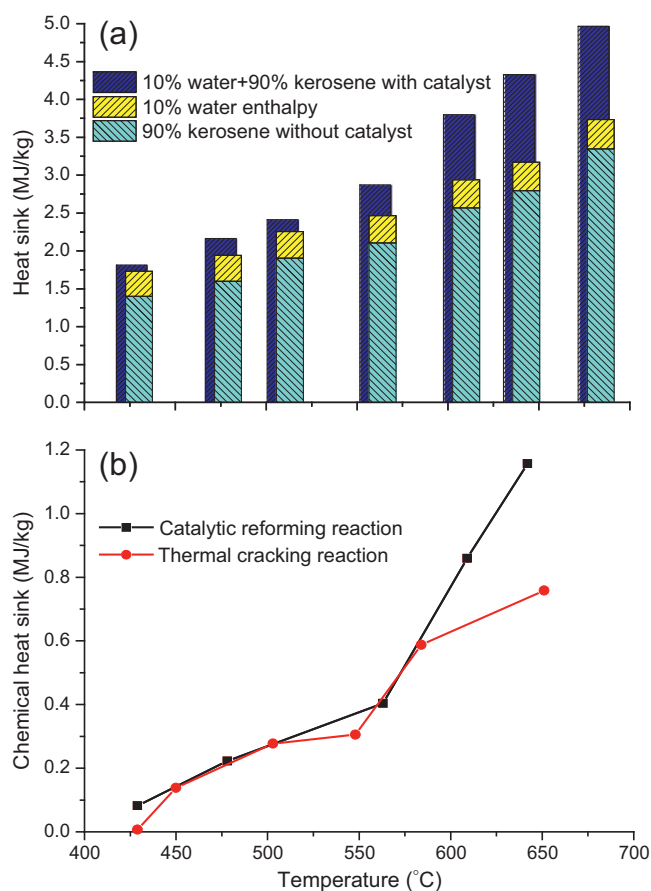 (a)
5.0
4.5
4.0
3.5
3.0
2.5
2.0
1.5
1.0
0.5
0.0
Heat sink (MJ/kg)
10% water+90% kerosene with catalyst
10% water enthalpy
90% kerosene without catalyst
(b)
1.2
1.0
0.8
0.6
0.4
0.2
0.0
Chemical heat sink (MJ/kg)
Catalytic reforming reaction
Thermal cracking reaction
400 450 500 550 600 650 700
Temperature (°C)